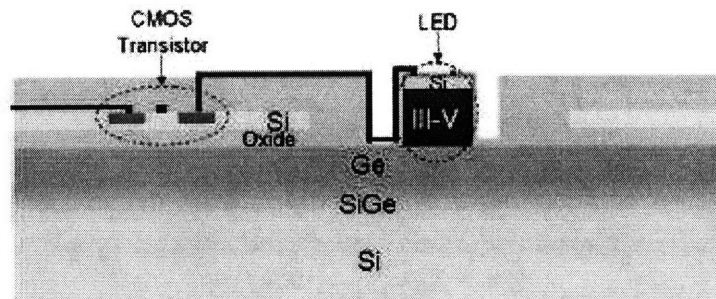 CMOS
Transistor
LED
Si
III-V
Si
Oxide
Ge
SiGe
Si